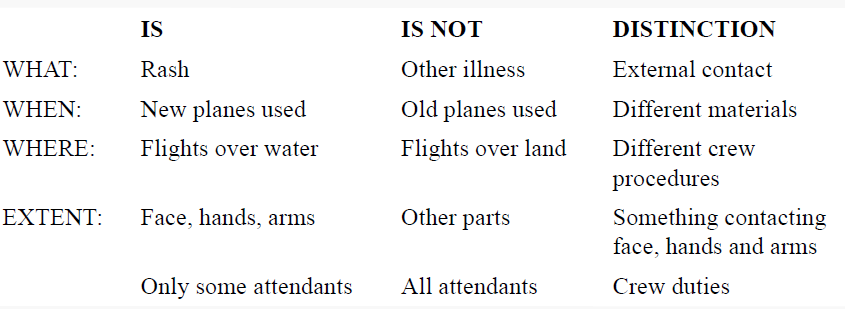 IS IS NOT DISTINCTION
WHAT: Rash Other illness External contact
WHEN: New planes used Old planes used Different materials
WHERE: Flights over water Flights over land Different crew
procedures
EXTENT: Face, hands, arms Other parts Something contacting
face, hands and arms
Only some attendants All attendants Crew duties